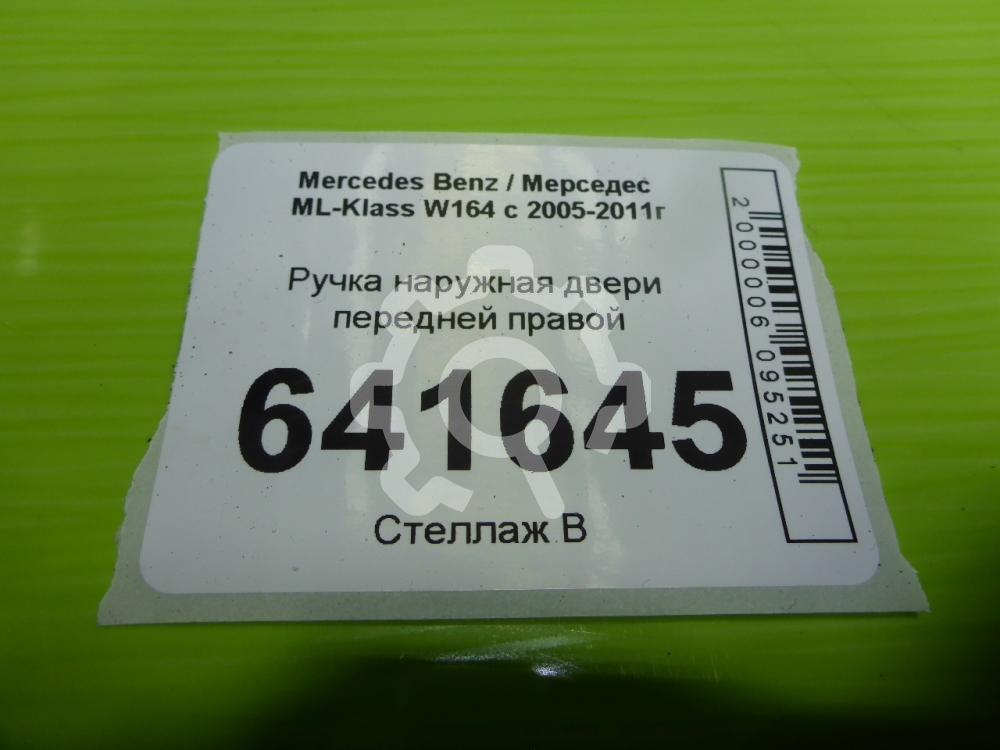 Mercedes Benz / Мерседес
ML-Klass W164 с 2005-2011г
Ручка наружная двери
передней правой
641645
Стеллаж В
2000006095251